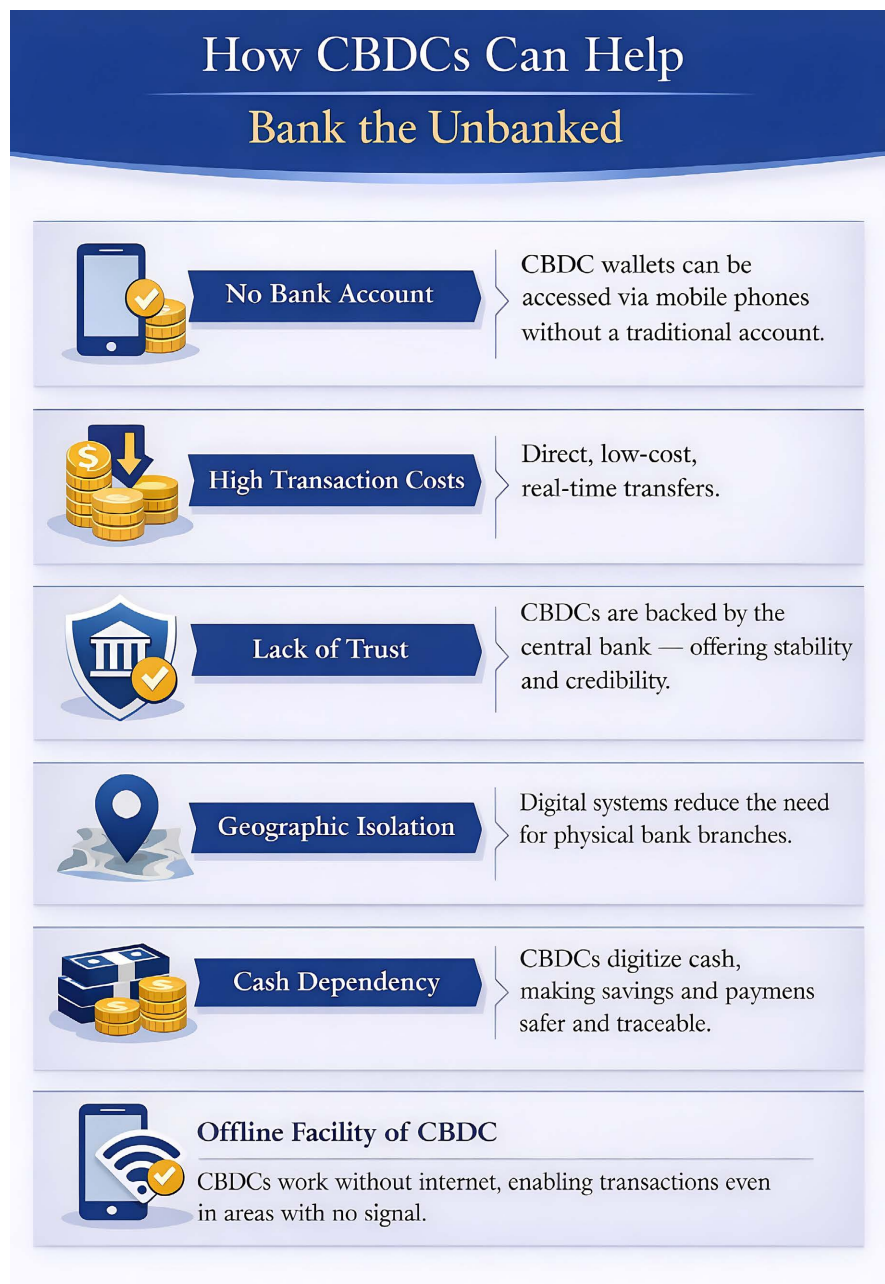 How CBDCs Can Help
Bank the Unbanked
No Bank Account
CBDC wallets can be
accessed via mobile phones
without a traditional account.
High Transaction Costs
Direct, low-cost,
real-time transfers.
Lack of Trust
CBDCs are backed by the
central bank — offering stability
and credibility.
Geographic Isolation
Digital systems reduce the need
for physical bank branches.
Cash Dependency
CBDCs digitize cash,
making savings and paymens
safer and traceable.
Offline Facility of CBDC
CBDCs work without internet, enabling transactions even
in areas with no signal.